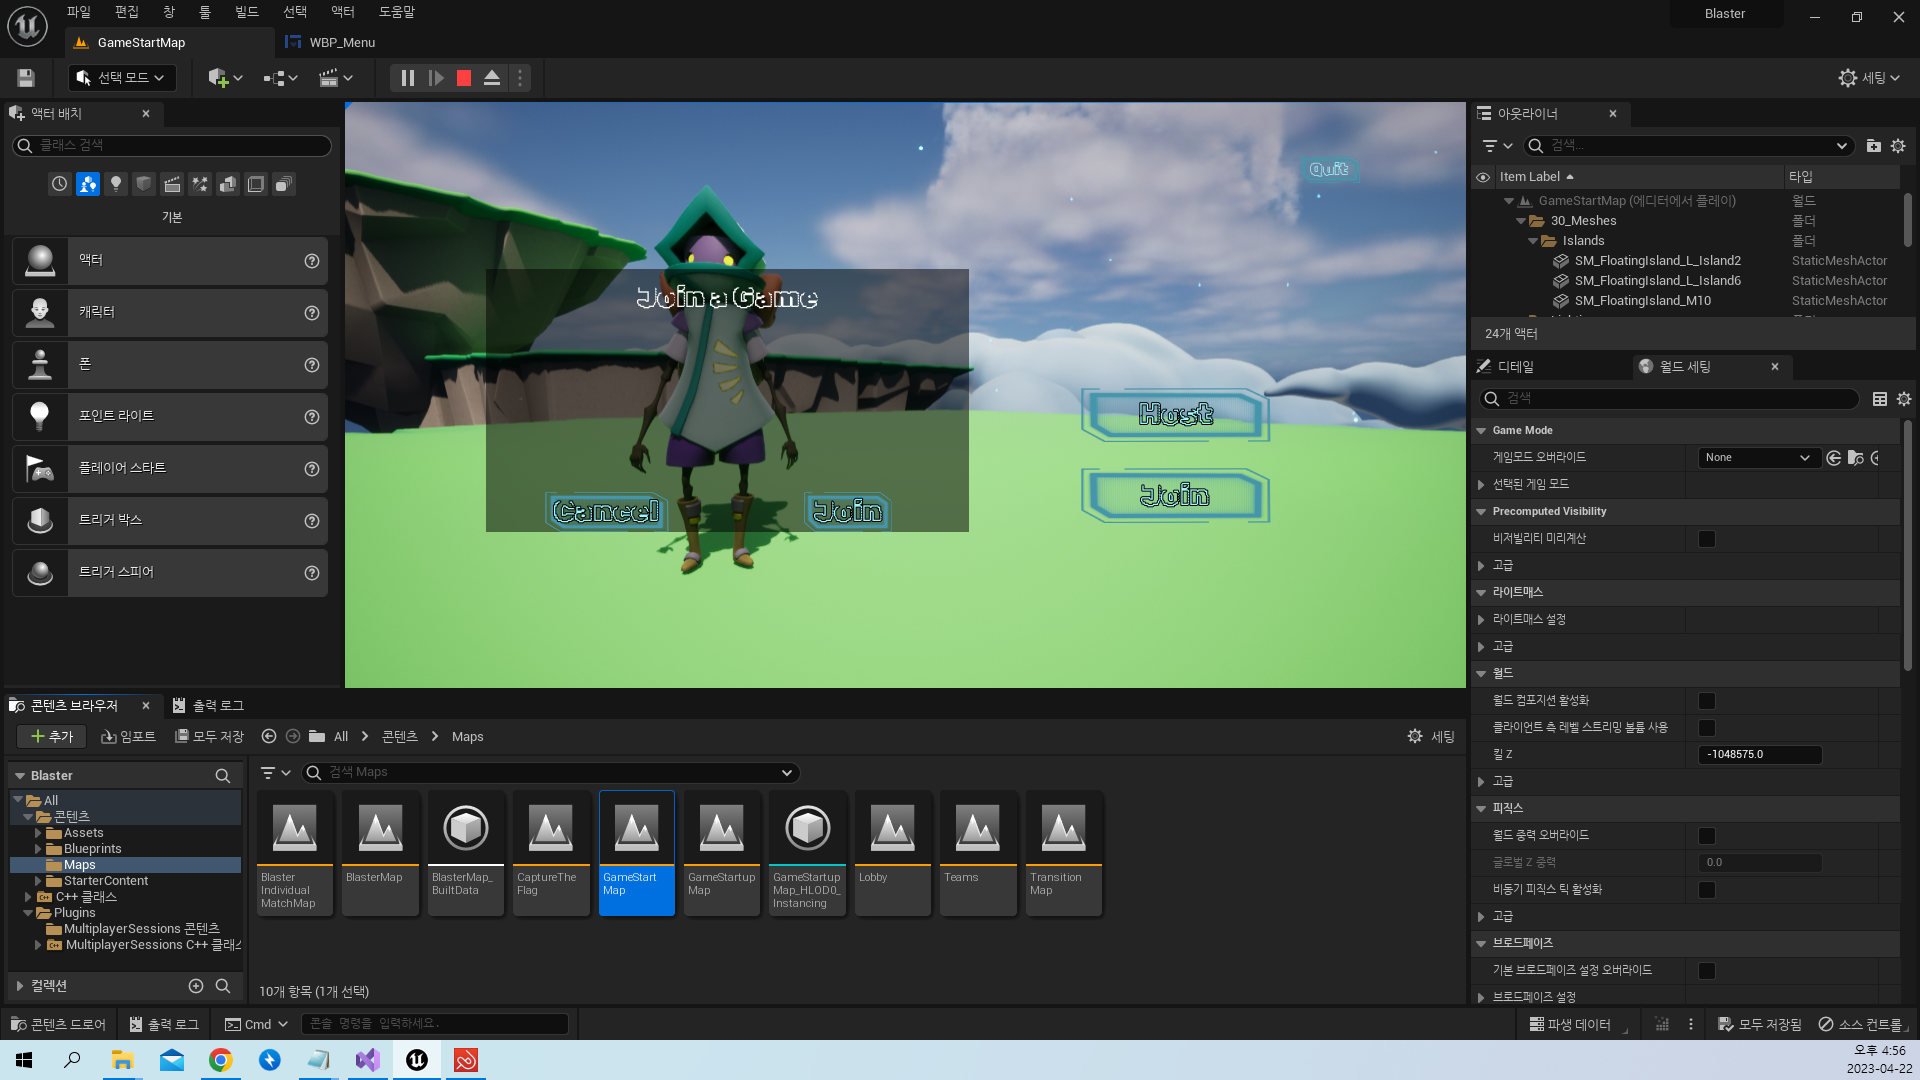 파일 편집 창 툴 빌드 선택 액터 도움말
Blaster
GameStartMap
WBP_Menu
선택 모드
세팅
액터 배치
클래스 검색
기본
액터
캐릭터
폰
포인트 라이트
플레이어 스타트
트리거 박스
트리거 스피어
Quit
Join a Game
Host
Join
Cancel
Join
아웃라이너
검색...
Item Label
타입
GameStartMap (에디터에서 플레이)
월드
30_Meshes
폴더
Islands
폴더
SM_FloatingIsland_L_Island2
StaticMeshActor
SM_FloatingIsland_L_Island6
StaticMeshActor
SM_FloatingIsland_M10
StaticMeshActor
24개 액터
디테일
월드 세팅
검색
Game Mode
게임모드 오버라이드
None
선택된 게임 모드
Precomputed Visibility
비저빌리티 미리계산
고급
라이트매스
라이트매스 설정
고급
월드
월드 컴포지션 활성화
클라이언트 측 레벨 스트리밍 볼륨 사용
킬 Z
-1048575.0
고급
피직스
월드 중력 오버라이드
글로벌 Z 중력
0.0
비동기 피직스 틱 활성화
고급
브로드페이즈
기본 브로드페이즈 설정 오버라이드
브로드페이즈 설정
콘텐츠 브라우저
출력 로그
추가
임포트
모두 저장
All
콘텐츠
Maps
세팅
Blaster
All
콘텐츠
Assets
Blueprints
Maps
StarterContent
C++ 클래스
Plugins
MultiplayerSessions 콘텐츠
MultiplayerSessions C++ 클래스
컬렉션
검색 Maps
Blaster
Individual
MatchMap
BlasterMap
BlasterMap_
BuiltData
CaptureThe
Flag
GameStart
Map
GameStartup
Map
GameStartup
Map_HLOD0_
Instancing
Lobby
Teams
Transition
Map
10개 항목 (1개 선택)
콘텐츠 드로어
출력 로그
Cmd
콘솔 명령을 입력하세요.
파생 데이터
모두 저장됨
소스 컨트롤
오후 4:56
2023-04-22